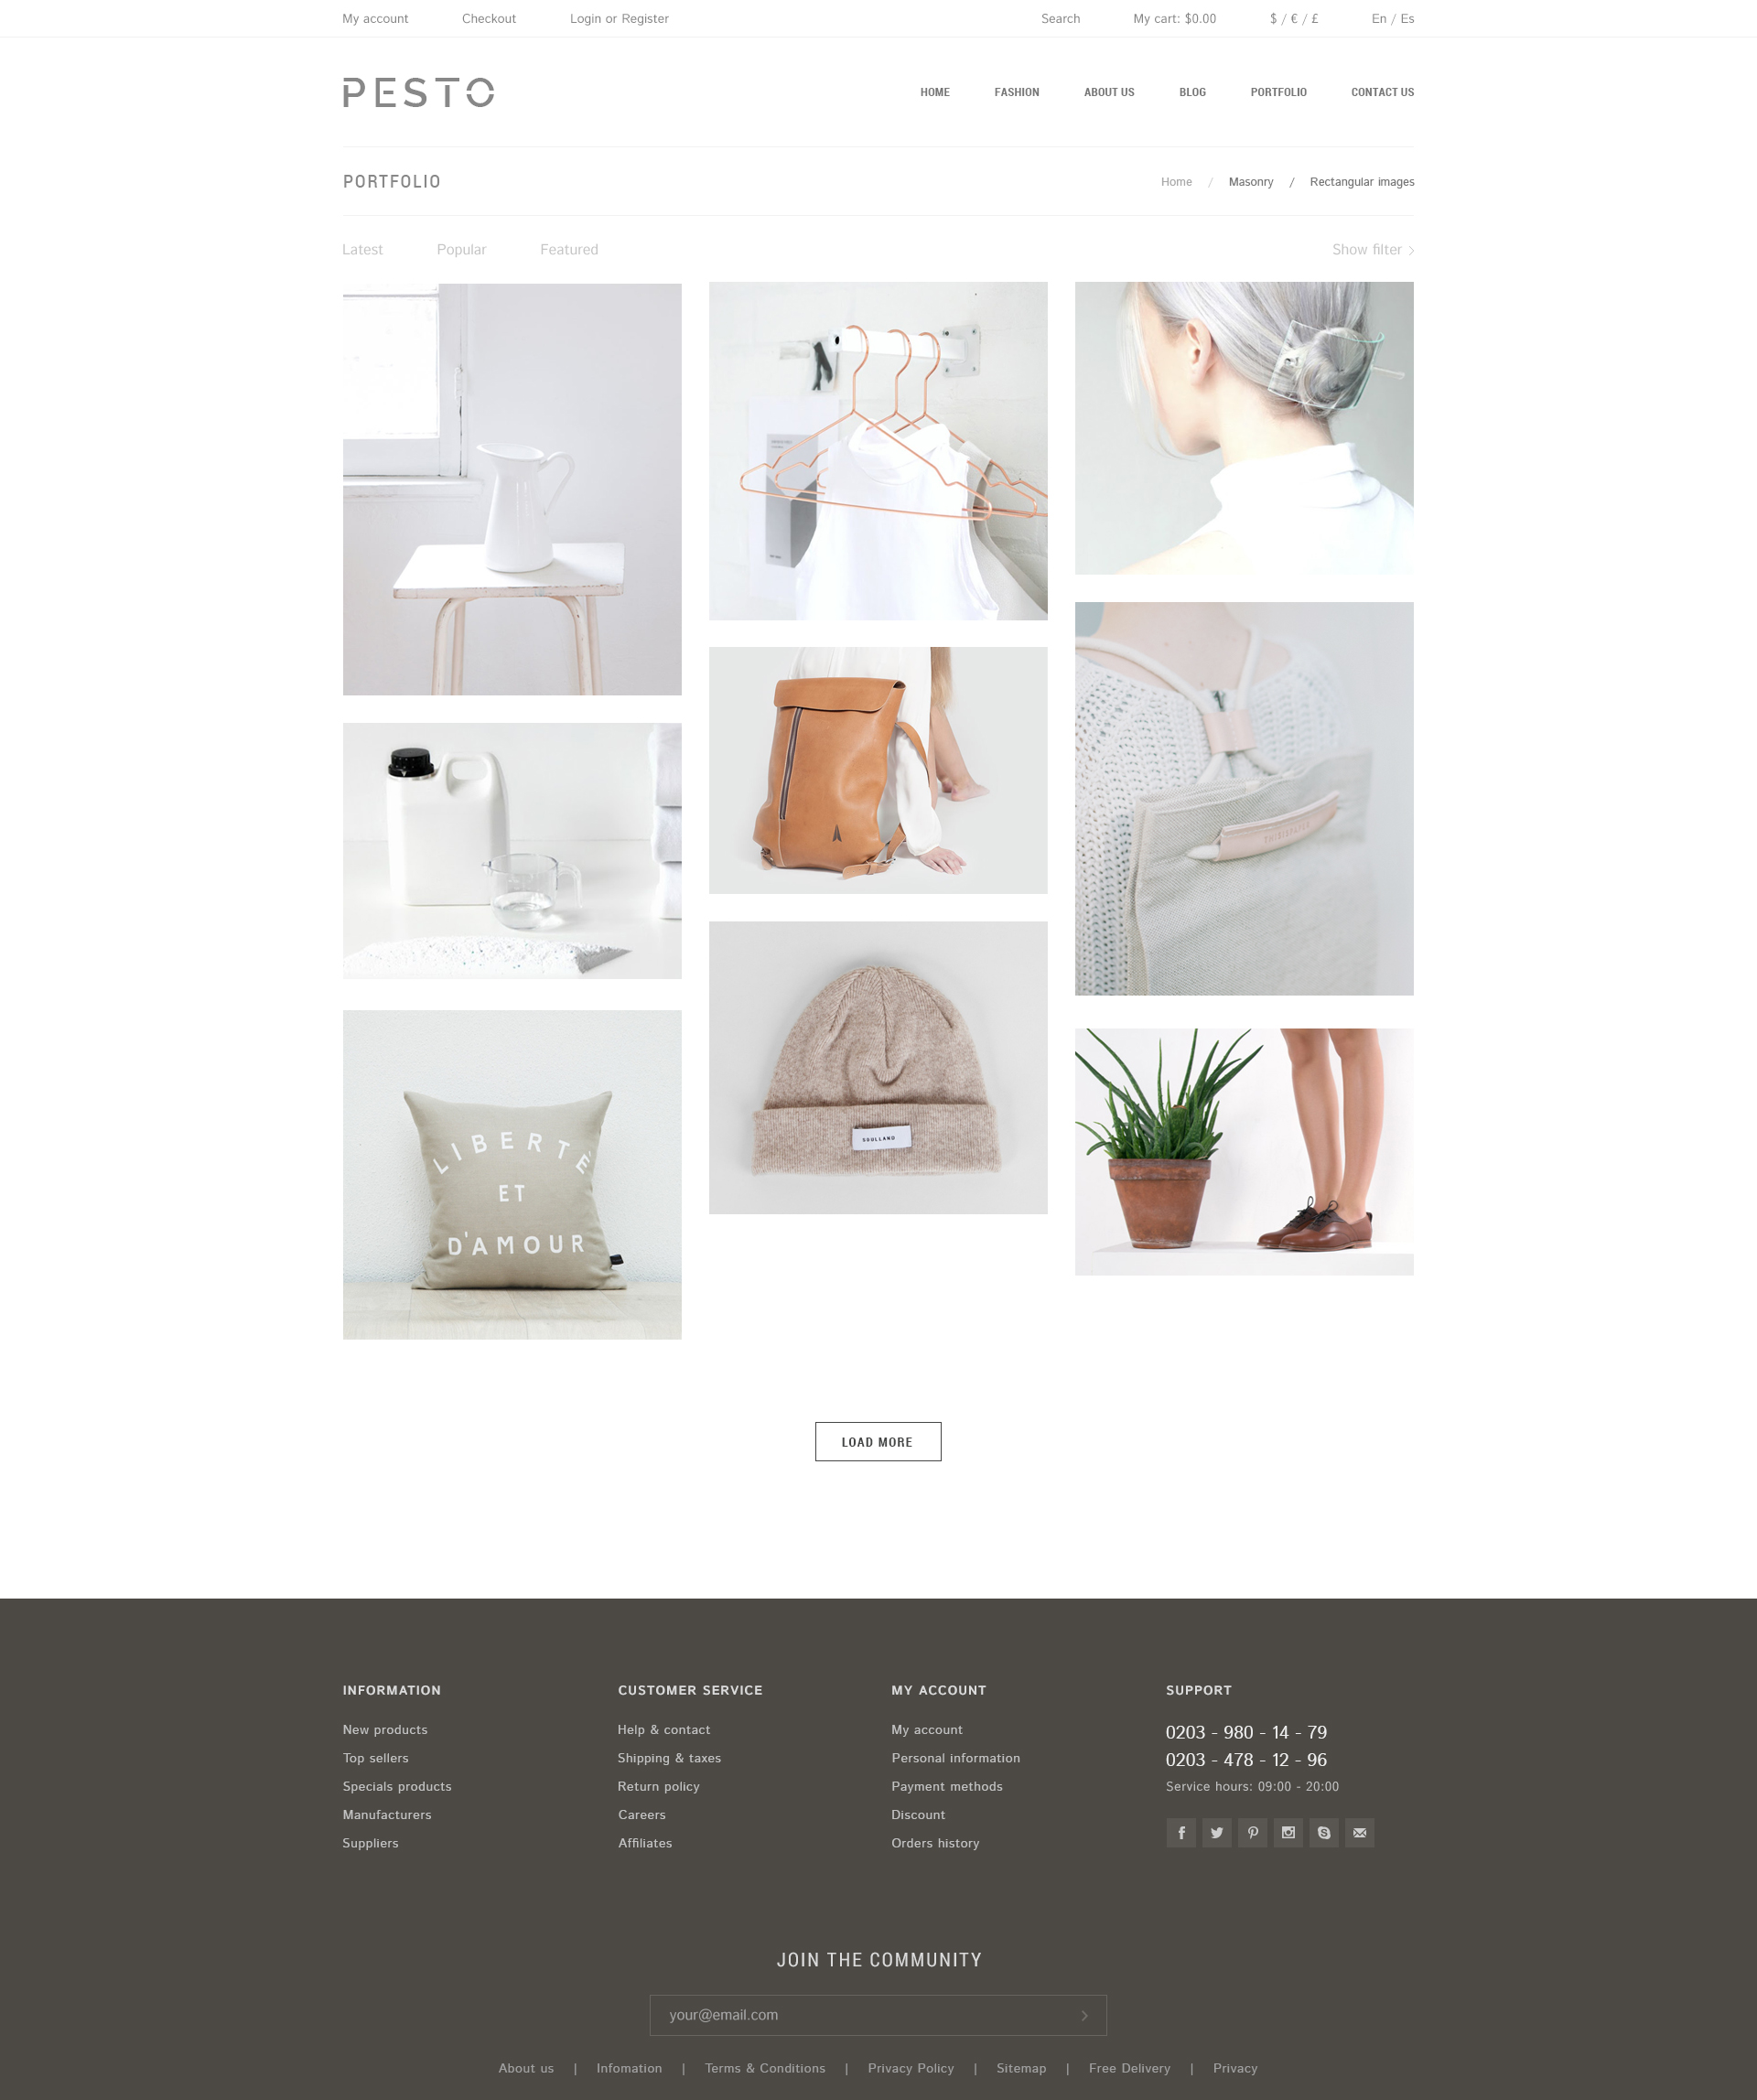 My account Checkout Login or Register Search My cart: $0.00 $ / € / £ En / Es
PESTO
HOME FASHION ABOUT US BLOG PORTFOLIO CONTACT US
PORTFOLIO
Home / Masonry / Rectangular images
Latest Popular Featured Show filter
THISISPAPER
SOULLAND
LIBERTÉ
ET
D'AMOUR
LOAD MORE
INFORMATION
New products
Top sellers
Specials products
Manufacturers
Suppliers
CUSTOMER SERVICE
Help & contact
Shipping & taxes
Return policy
Careers
Affiliates
MY ACCOUNT
My account
Personal information
Payment methods
Discount
Orders history
SUPPORT
0203 - 980 - 14 - 79
0203 - 478 - 12 - 96
Service hours: 09:00 - 20:00
JOIN THE COMMUNITY
your@email.com
About us | Infomation | Terms & Conditions | Privacy Policy | Sitemap | Free Delivery | Privacy